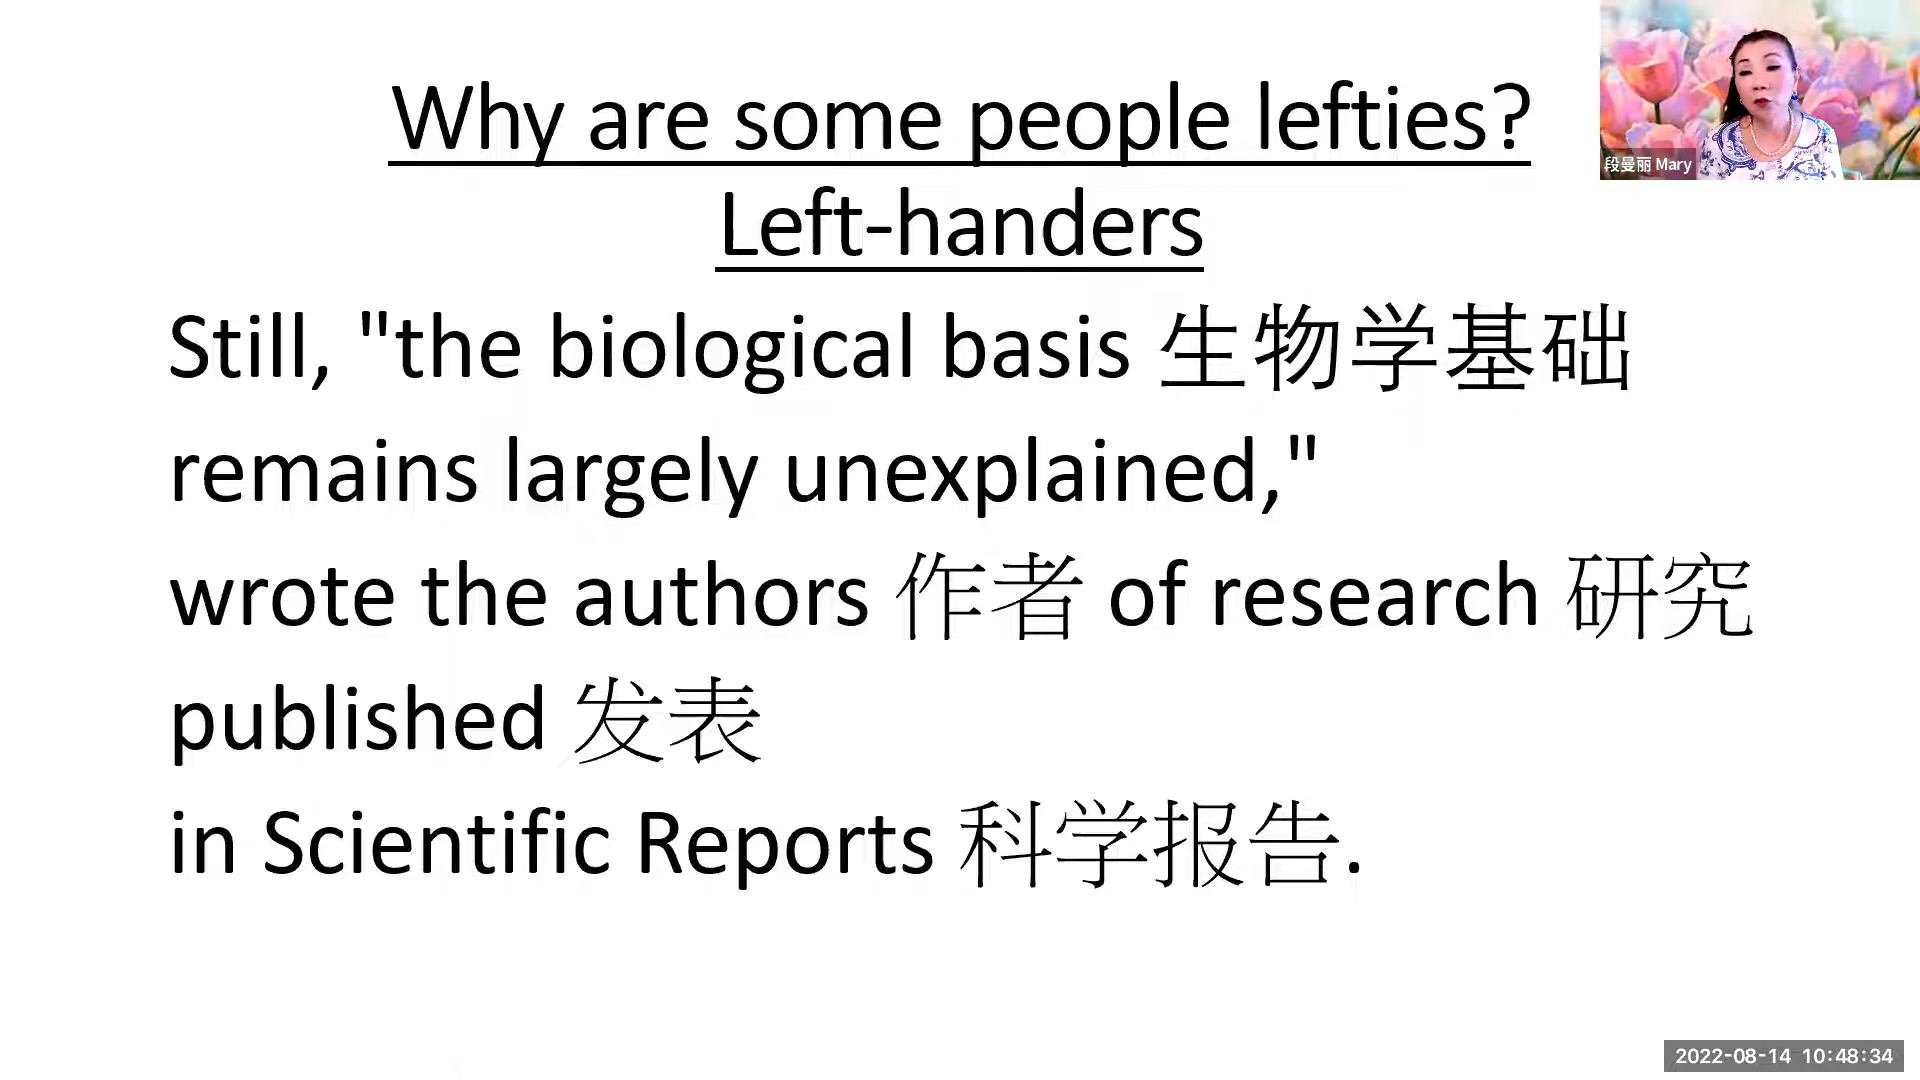 Why are some people lefties?
Left-handers
段曼丽 Mary
Still, "the biological basis 生物学基础
remains largely unexplained,"
wrote the authors 作者 of research 研究
published 发表
in Scientific Reports 科学报告.
2022-08-14 10:48:34